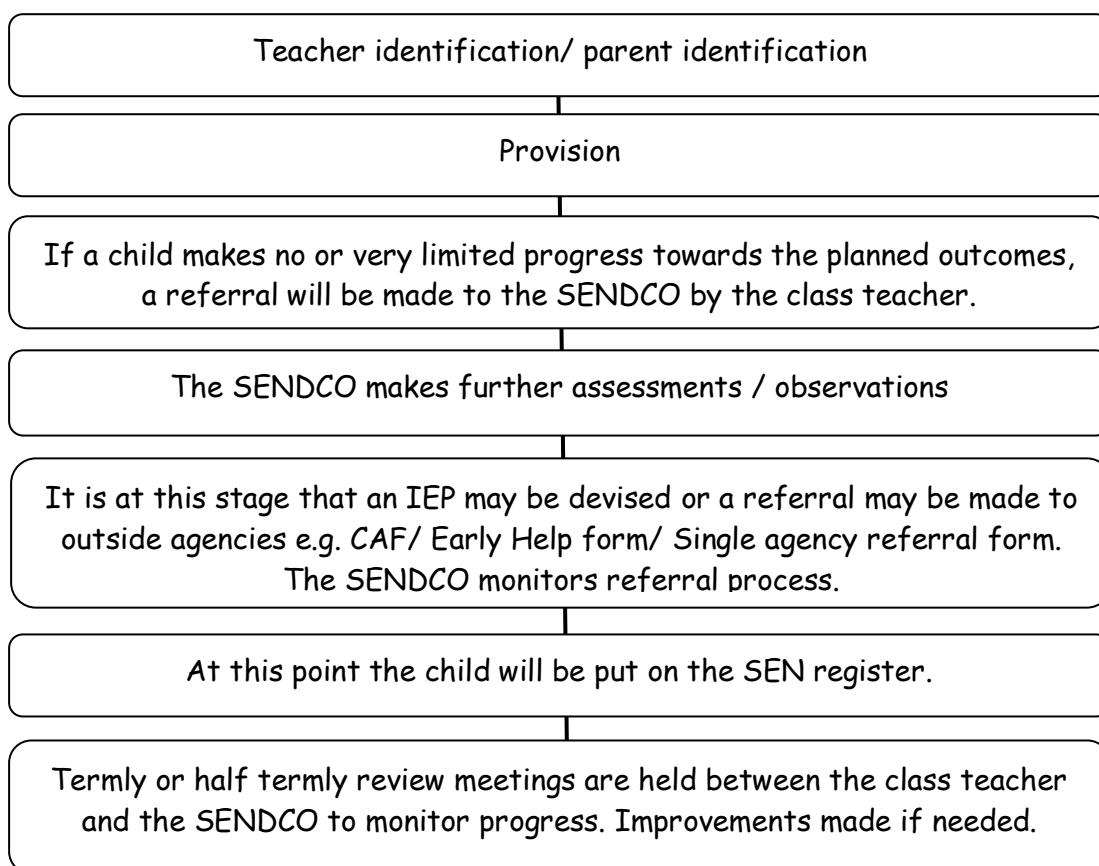 Teacher identification/ parent identification
Provision
If a child makes no or very limited progress towards the planned outcomes,
a referral will be made to the SENDCO by the class teacher.
The SENDCO makes further assessments / observations
It is at this stage that an IEP may be devised or a referral may be made to
outside agencies e.g. CAF/ Early Help form/ Single agency referral form.
The SENDCO monitors referral process.
At this point the child will be put on the SEN register.
Termly or half termly review meetings are held between the class teacher
and the SENDCO to monitor progress. Improvements made if needed.